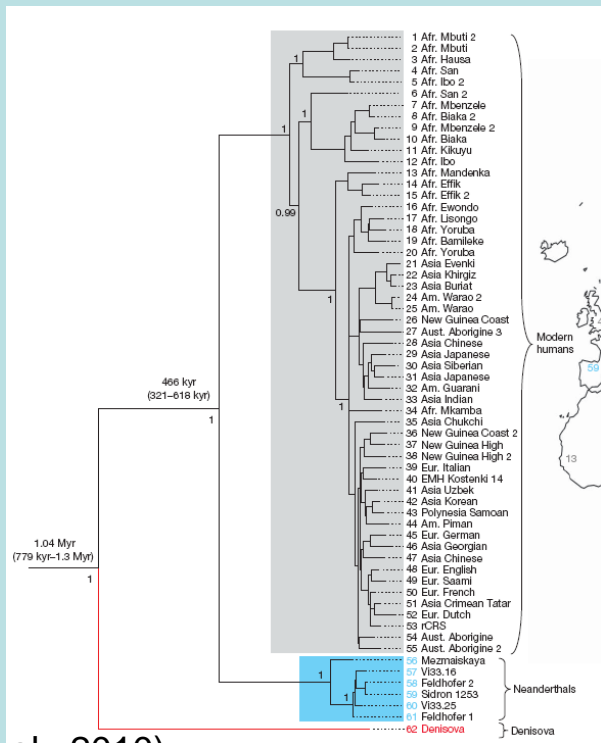 1 Afr. Mbuti 2
2 Afr. Mbuti
3 Afr. Hausa
4 Afr. San
5 Afr. Ibo 2
6 Afr. San 2
7 Afr. Mbenzele
8 Afr. Biaka 2
9 Afr. Mbenzele 2
10 Afr. Biaka
11 Afr. Kikuyu
12 Afr. Ibo
13 Afr. Mandenka
14 Afr. Effik
15 Afr. Effik 2
16 Afr. Ewondo
17 Afr. Lisongo
18 Afr. Yoruba
19 Afr. Bamileke
20 Afr. Yoruba
21 Asia Evenki
22 Asia Khirgiz
23 Asia Buriat
24 Am. Warao 2
25 Am. Warao
26 New Guinea Coast
27 Aust. Aborigine 3
28 Asia Chinese
29 Asia Japanese
30 Asia Siberian
31 Asia Japanese
32 Am. Guarani
33 Asia Indian
34 Afr. Mkamba
35 Asia Chukchi
36 New Guinea Coast 2
37 New Guinea High
38 New Guinea High 2
39 Eur. Italian
40 EMH Kostenki 14
41 Asia Uzbek
42 Asia Korean
43 Polynesia Samoan
44 Am. Piman
45 Eur. German
46 Asia Georgian
47 Asia Chinese
48 Eur. English
49 Eur. Saami
50 Eur. French
51 Asia Crimean Tatar
52 Eur. Dutch
53 rCRS
54 Aust. Aborigine
55 Aust. Aborigine 2
56 Mezmaiskaya
57 Vi33.16
58 Feldhofer 2
59 Sidron 1253
60 Vi33.25
61 Feldhofer 1
62 Denisova
Modern
humans
Neanderthals
Denisova
1
1
1
0.99
1
1
466 kyr
(321–618 kyr)
1
1.04 Myr
(779 kyr–1.3 Myr)
1
1
1
59
13
2010)